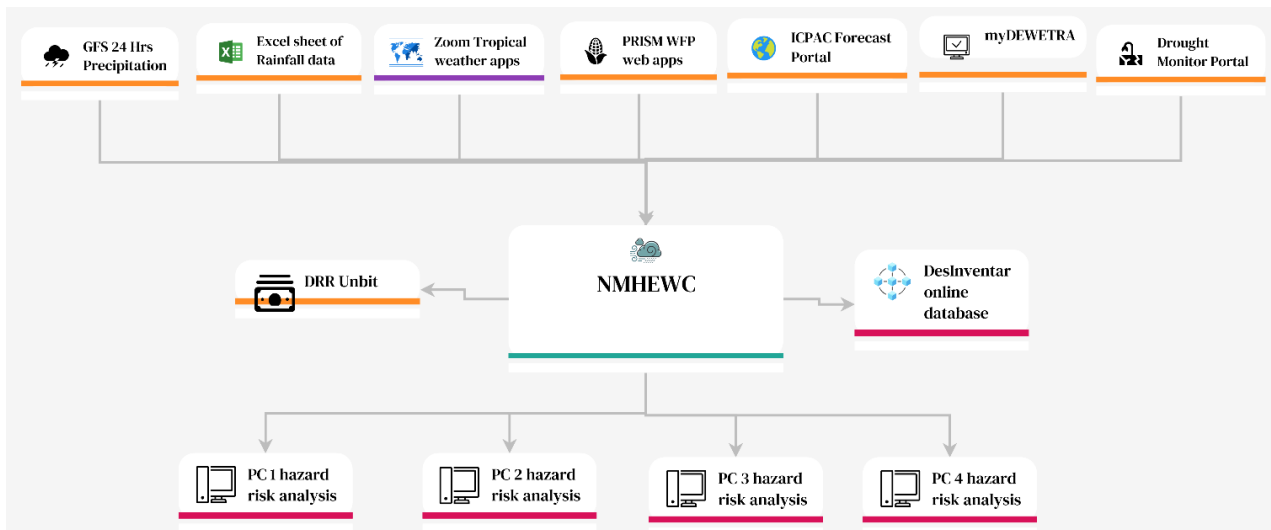 GFS 24 Hrs
Precipitation
Excel sheet of
Rainfall data
Zoom Tropical
weather apps
PRISM WFP
web apps
ICPAC Forecast
Portal
myDEWETRA
Drought
Monitor Portal
NMHEWC
DRR Unbit
DesInventar
online
database
PC 1 hazard
risk analysis
PC 2 hazard
risk analysis
PC 3 hazard
risk analysis
PC 4 hazard
risk analysis